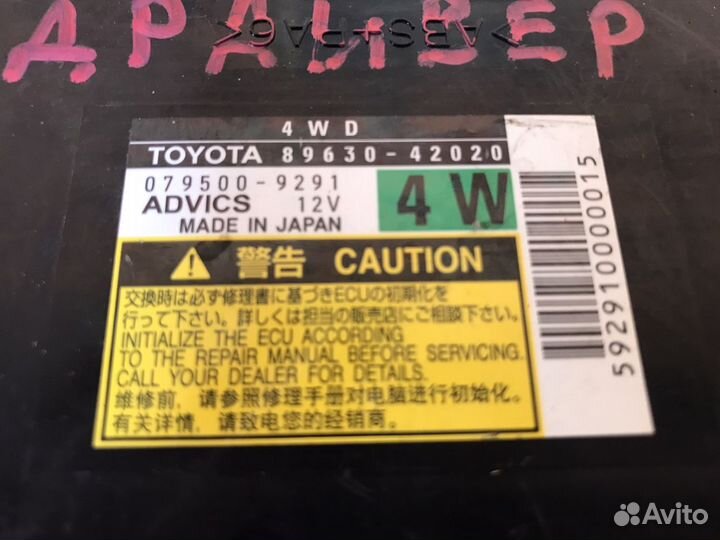 ДРАЙВЕР
>ABS+PA6<
4WD
TOYOTA 89630-42020
079500-9291
ADVICS 12V
MADE IN JAPAN
4W
592910000015
警告 CAUTION
交換時は必ず修理書に基づきECUの初期化を
行って下さい。詳しくは担当の販売店にご相談下さい。
INITIALIZE THE ECU ACCORDING
TO THE REPAIR MANUAL BEFORE SERVICING.
CALL YOUR DEALER FOR DETAILS.
维修前,请参照修理手册对电脑进行初始化。
有关详情,请致电您的经销商。
Avito